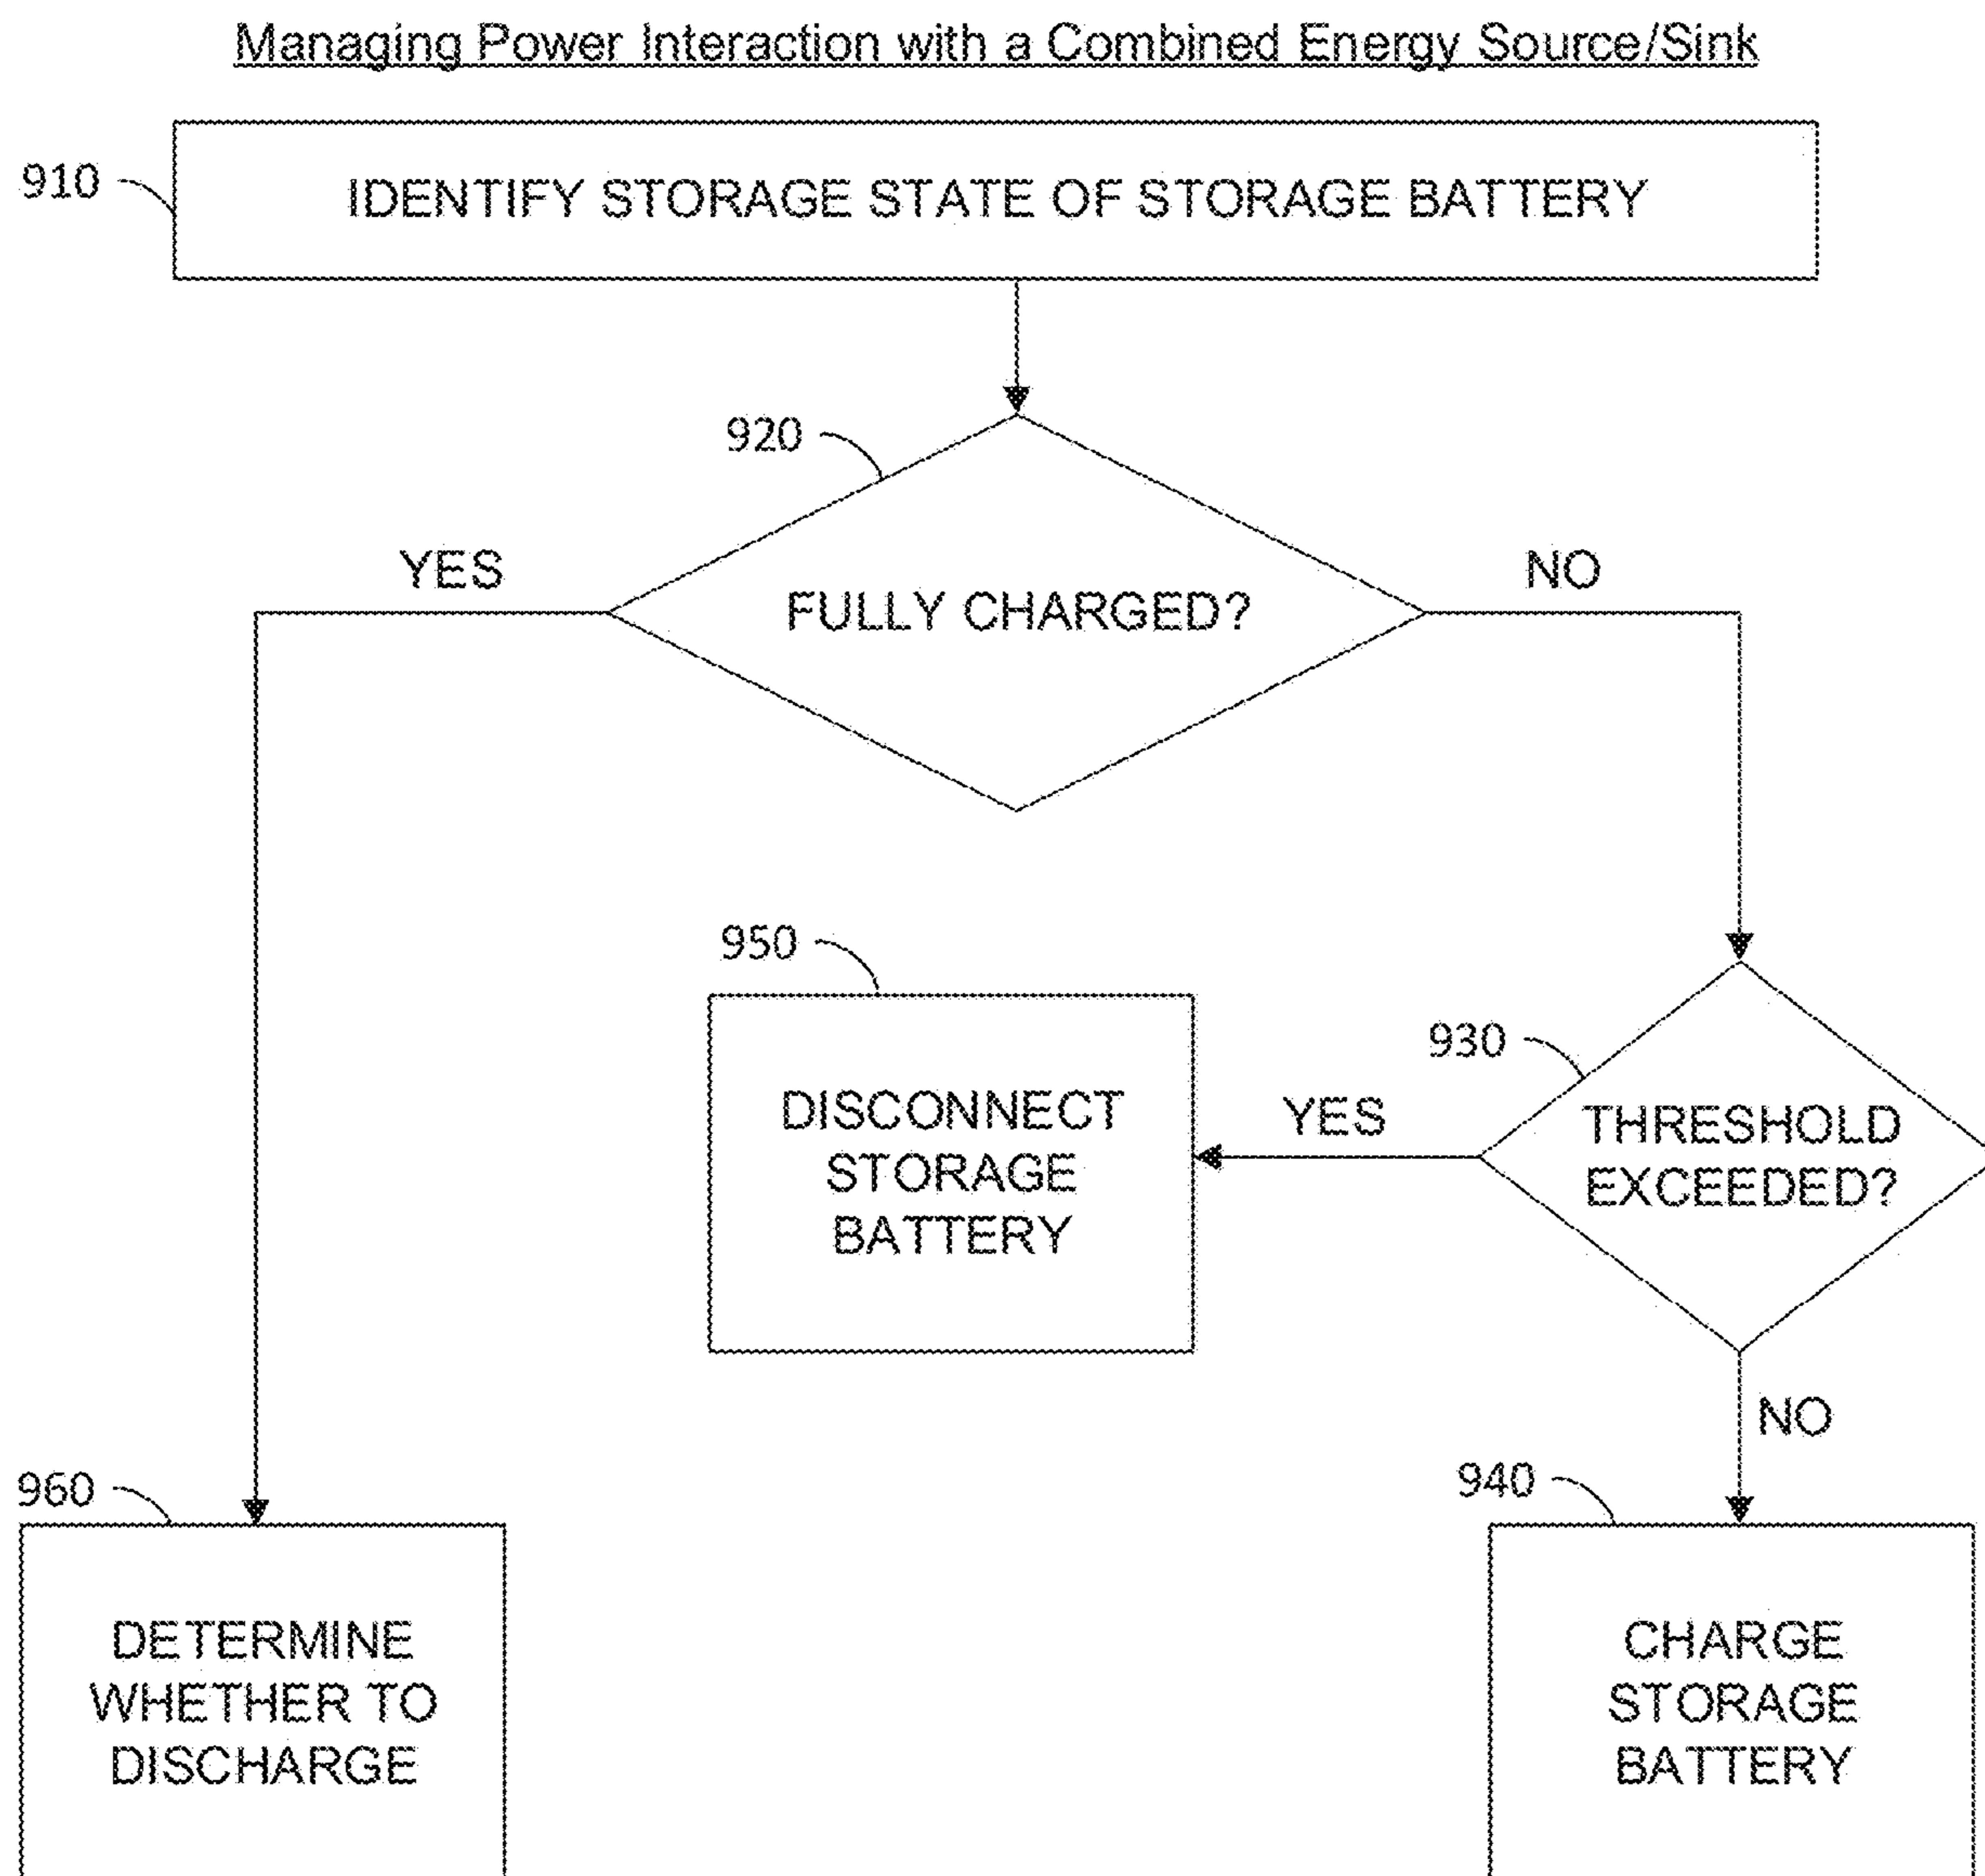 Managing Power Interaction with a Combined Energy Source/Sink
910
IDENTIFY STORAGE STATE OF STORAGE BATTERY
920
YES
NO
FULLY CHARGED?
950
930
DISCONNECT
STORAGE
BATTERY
YES
THRESHOLD
EXCEEDED?
NO
960
940
DETERMINE
WHETHER TO
DISCHARGE
CHARGE
STORAGE
BATTERY